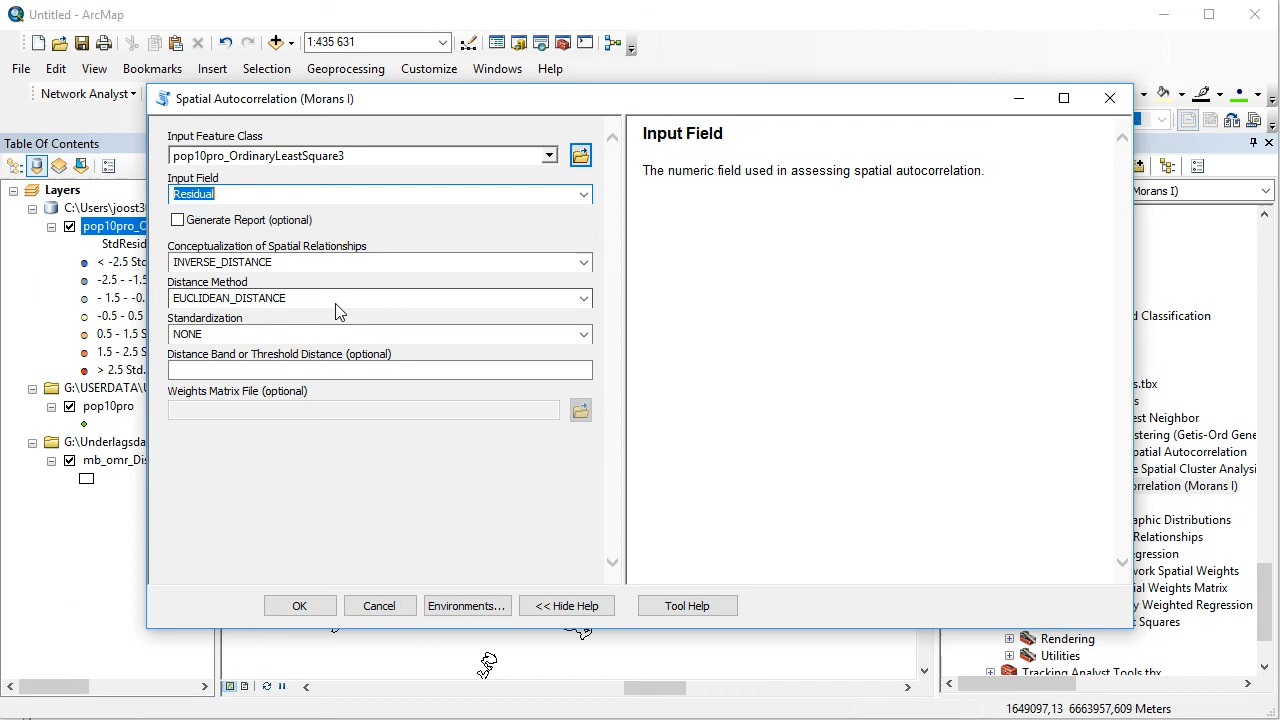 Untitled - ArcMap
1:435 631
File Edit View Bookmarks Insert Selection Geoprocessing Customize Windows Help
Network Analyst
Spatial Autocorrelation (Morans I)
Table Of Contents
Layers
C:\Users\joost3
pop10pro_O
StdResid
< -2.5 Std
-2.5 - -1.
- 1.5 - -0.
-0.5 - 0.5
0.5 - 1.5 S
1.5 - 2.5 S
> 2.5 Std.
G:\USERDATA\U
pop10pro
G:\Underlagsda
mb_omr_Dis
Input Feature Class
pop10pro_OrdinaryLeastSquare3
Input Field
Residual
Generate Report (optional)
Conceptualization of Spatial Relationships
INVERSE_DISTANCE
Distance Method
EUCLIDEAN_DISTANCE
Standardization
NONE
Distance Band or Threshold Distance (optional)
Weights Matrix File (optional)
OK Cancel Environments... << Hide Help Tool Help
Input Field
The numeric field used in assessing spatial autocorrelation.
Morans I)
Morans I)
d Classification
s.tbx
s
est Neighbor
stering (Getis-Ord Gene
patial Autocorrelation
e Spatial Cluster Analysi
orrelation (Morans I)
aphic Distributions
Relationships
egression
work Spatial Weights
patial Weights Matrix
y Weighted Regression
t Squares
Rendering
Utilities
Tracking Analyst Tools.tbx
1649097,13 6663957,609 Meters